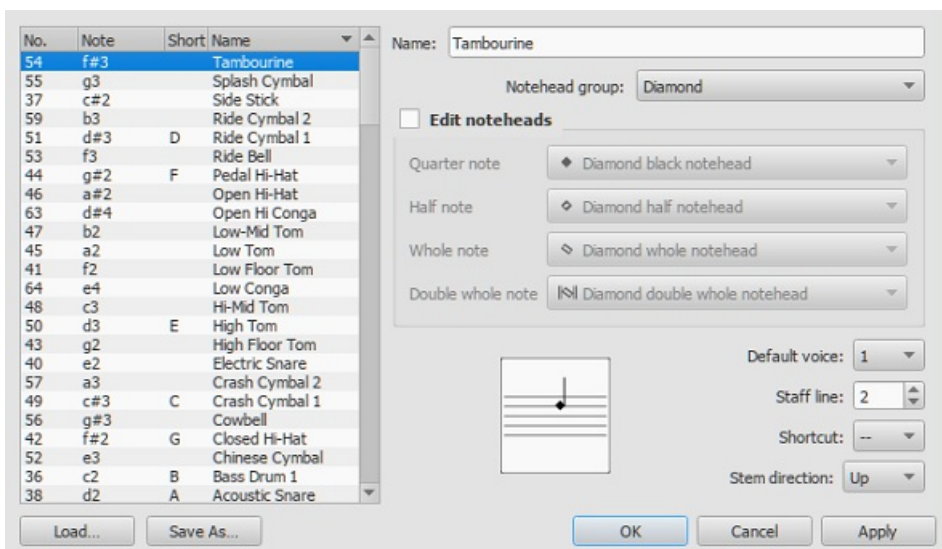 No. Note Short Name
54 f#3 Tambourine
55 g3 Splash Cymbal
37 c#2 Side Stick
59 b3 Ride Cymbal 2
51 d#3 D Ride Cymbal 1
53 f3 Ride Bell
44 g#2 F Pedal Hi-Hat
46 a#2 Open Hi-Hat
63 d#4 Open Hi Conga
47 b2 Low-Mid Tom
45 a2 Low Tom
41 f2 Low Floor Tom
64 e4 Low Conga
48 c3 Hi-Mid Tom
50 d3 E High Tom
43 g2 High Floor Tom
40 e2 Electric Snare
57 a3 Crash Cymbal 2
49 c#3 C Crash Cymbal 1
56 g#3 Cowbell
42 f#2 G Closed Hi-Hat
52 e3 Chinese Cymbal
36 c2 B Bass Drum 1
38 d2 A Acoustic Snare
Load... Save As...
Name: Tambourine
Notehead group: Diamond
Edit noteheads
Quarter note Diamond black notehead
Half note Diamond half notehead
Whole note Diamond whole notehead
Double whole note Diamond double whole notehead
Default voice: 1
Staff line: 2
Shortcut: --
Stem direction: Up
OK Cancel Apply